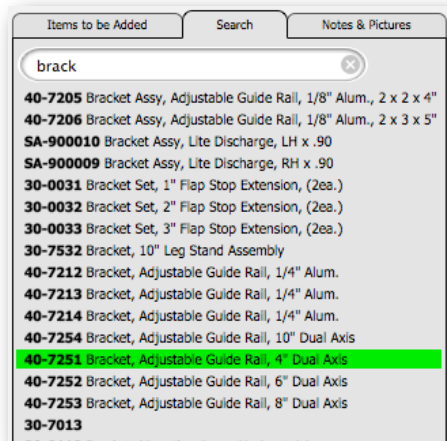 Items to be Added
Search
Notes & Pictures
brack
40-7205 Bracket Assy, Adjustable Guide Rail, 1/8" Alum., 2 x 2 x 4"
40-7206 Bracket Assy, Adjustable Guide Rail, 1/8" Alum., 2 x 3 x 5"
SA-900010 Bracket Assy, Lite Discharge, LH x .90
SA-900009 Bracket Assy, Lite Discharge, RH x .90
30-0031 Bracket Set, 1" Flap Stop Extension, (2ea.)
30-0032 Bracket Set, 2" Flap Stop Extension, (2ea.)
30-0033 Bracket Set, 3" Flap Stop Extension, (2ea.)
30-7532 Bracket, 10" Leg Stand Assembly
40-7212 Bracket, Adjustable Guide Rail, 1/4" Alum.
40-7213 Bracket, Adjustable Guide Rail, 1/4" Alum.
40-7214 Bracket, Adjustable Guide Rail, 1/4" Alum.
40-7254 Bracket, Adjustable Guide Rail, 10" Dual Axis
40-7251 Bracket, Adjustable Guide Rail, 4" Dual Axis
40-7252 Bracket, Adjustable Guide Rail, 6" Dual Axis
40-7253 Bracket, Adjustable Guide Rail, 8" Dual Axis
30-7013